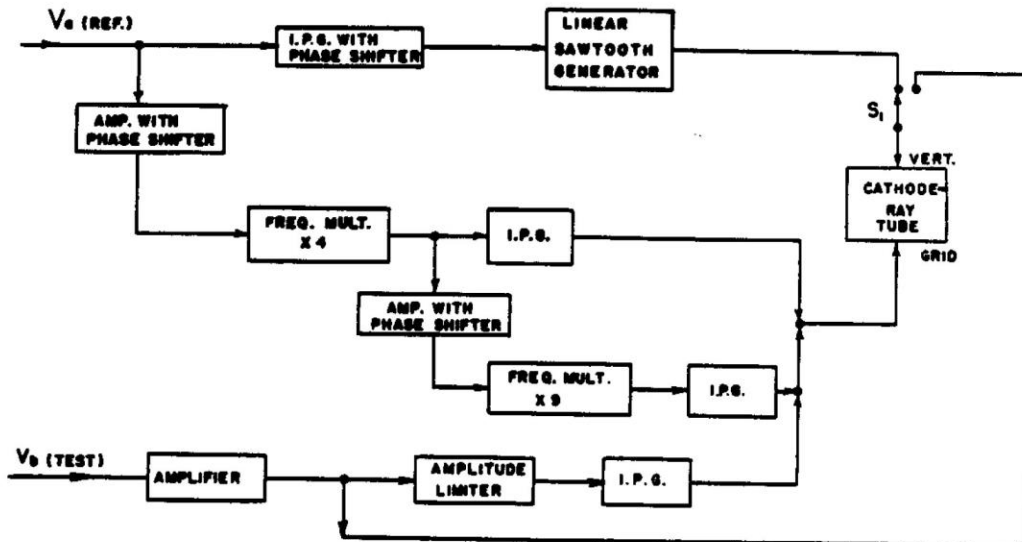 Va (REF.)
I.P.G. WITH
PHASE SHIFTER
LINEAR
SAWTOOTH
GENERATOR
AMP. WITH
PHASE SHIFTER
S1
VERT.
CATHODE-
RAY
TUBE
GRID
FREQ. MULT.
X 4
I.P.G.
AMP. WITH
PHASE SHIFTER
FREQ. MULT.
X 9
I.P.G.
Vb (TEST)
AMPLIFIER
AMPLITUDE
LIMITER
I.P.G.